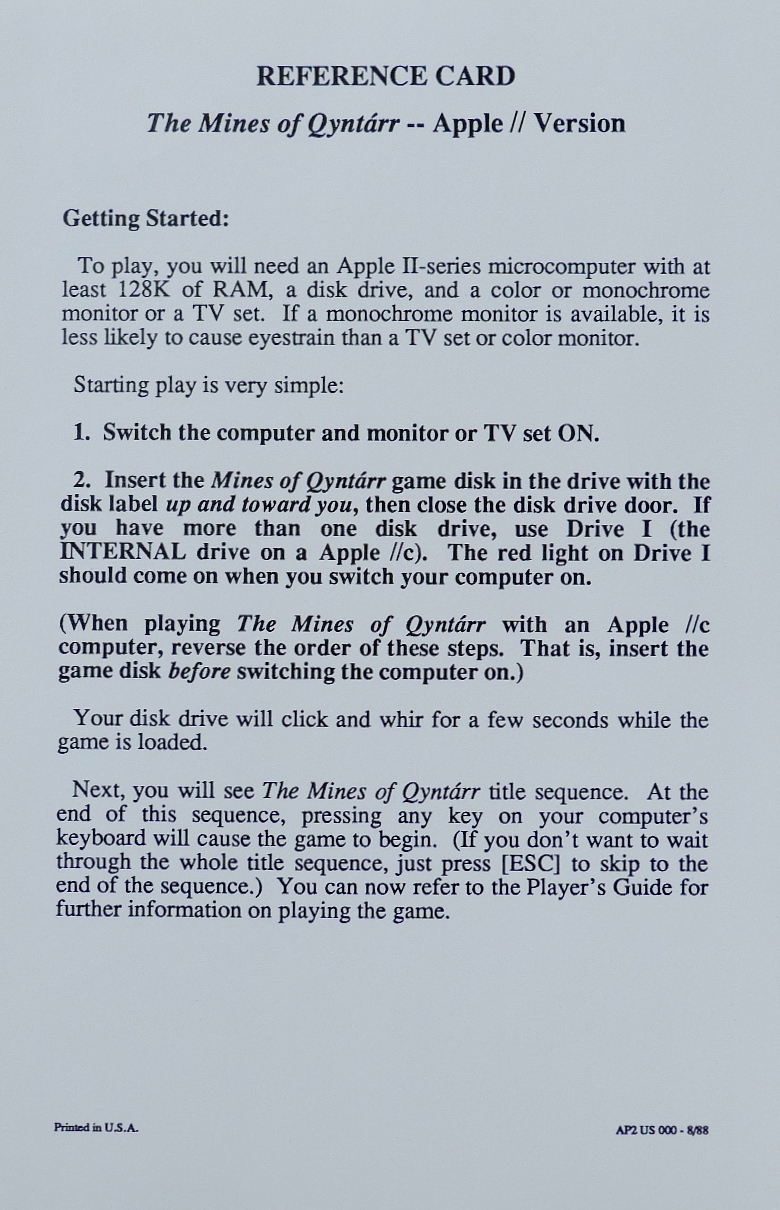 REFERENCE CARD
The Mines of Qyntárr -- Apple // Version
Getting Started:
To play, you will need an Apple II-series microcomputer with at
least 128K of RAM, a disk drive, and a color or monochrome
monitor or a TV set. If a monochrome monitor is available, it is
less likely to cause eyestrain than a TV set or color monitor.
Starting play is very simple:
1. Switch the computer and monitor or TV set ON.
2. Insert the Mines of Qyntárr game disk in the drive with the
disk label up and toward you, then close the disk drive door. If
you have more than one disk drive, use Drive I (the
INTERNAL drive on a Apple //c). The red light on Drive I
should come on when you switch your computer on.
(When playing The Mines of Qyntárr with an Apple //c
computer, reverse the order of these steps. That is, insert the
game disk before switching the computer on.)
Your disk drive will click and whir for a few seconds while the
game is loaded.
Next, you will see The Mines of Qyntárr title sequence. At the
end of this sequence, pressing any key on your computer's
keyboard will cause the game to begin. (If you don't want to wait
through the whole title sequence, just press [ESC] to skip to the
end of the sequence.) You can now refer to the Player's Guide for
further information on playing the game.
Printed in U.S.A.
AP2 US 000 - 8/88